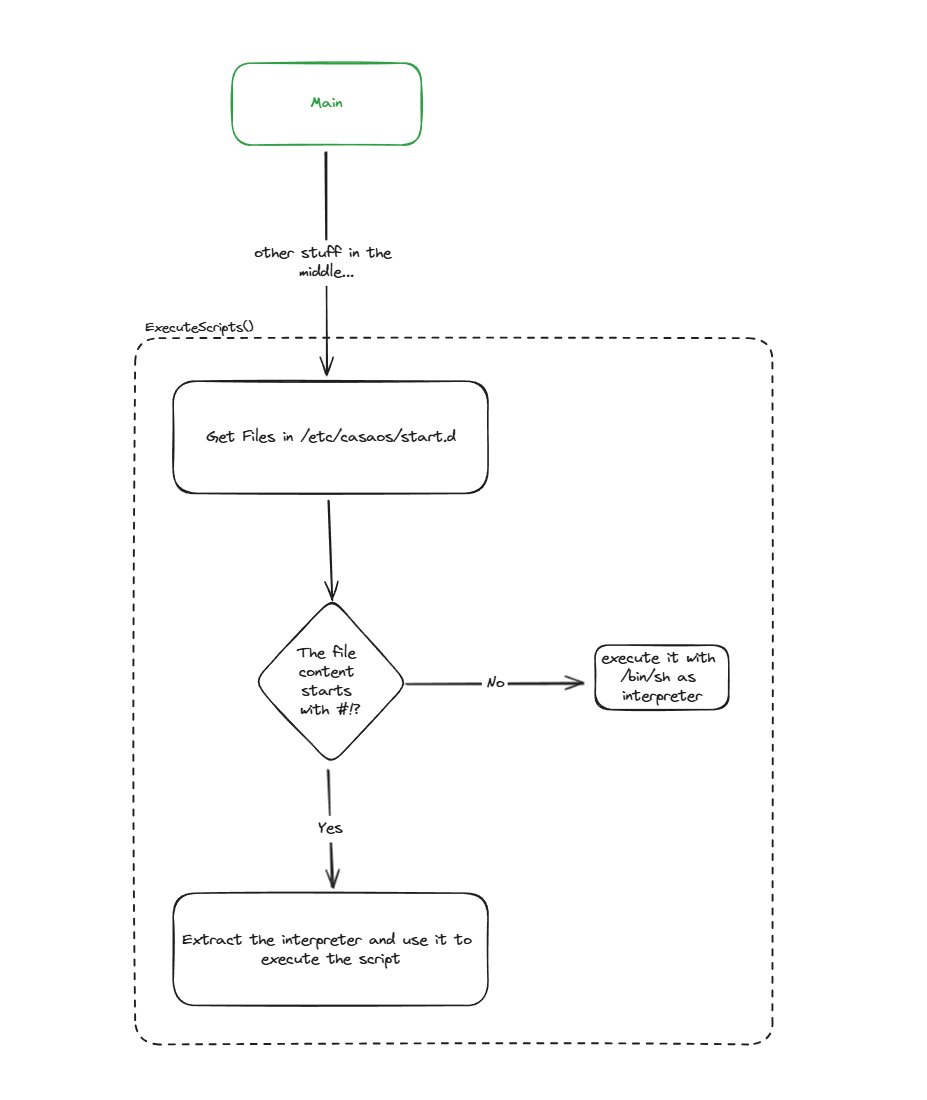 Main
other stuff in the
middle...
ExecuteScripts()
Get Files in /etc/casaos/start.d
The file
content
starts
with #!?
No
execute it with
/bin/sh as
interpreter
Yes
Extract the interpreter and use it to
execute the script